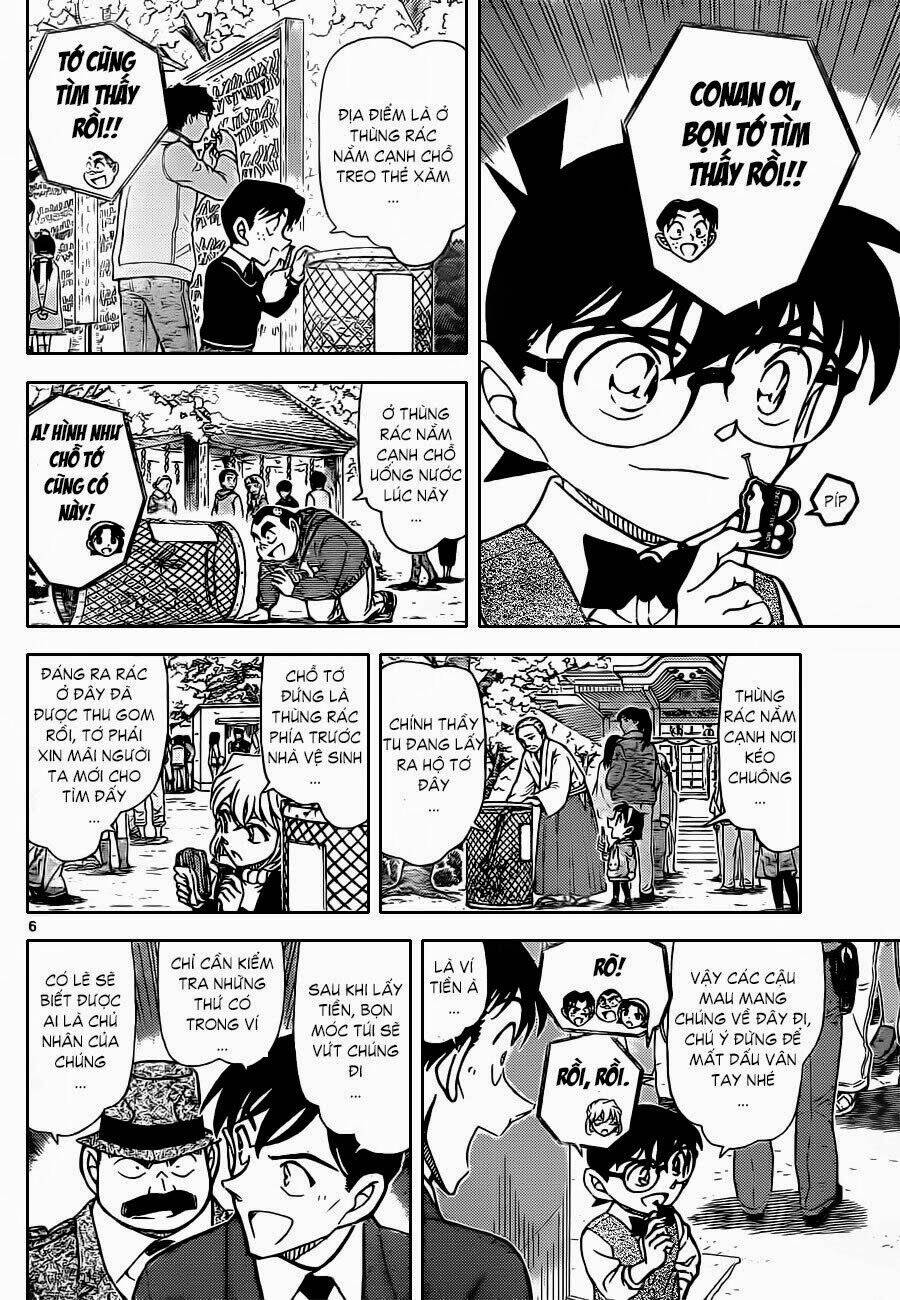 CONAN ƠI,
BỌN TỚ TÌM
THẤY RỒI!!
PÍP
ĐỊA ĐIỂM LÀ Ở
THÙNG RÁC
NẰM CẠNH CHỖ
TREO THẺ XĂM
...
TỚ CŨNG
TÌM THẤY
RỒI!!
Ở THÙNG
RÁC NẰM
CẠNH CHỖ
UỐNG NƯỚC
LÚC NÃY
...
A! HÌNH NHƯ
CHỖ TỚ
CŨNG CÓ
NÀY!
THÙNG
RÁC NẰM
CẠNH NƠI
KÉO
CHUÔNG
...
CHÍNH THẦY
TU ĐANG LẤY
RA HỘ TỚ
ĐÂY
...
CHỖ TỚ
ĐỨNG LÀ
THÙNG RÁC
PHÍA TRƯỚC
NHÀ VỆ SINH
...
ĐÁNG RA RÁC
Ở ĐÂY ĐÃ
ĐƯỢC THU GOM
RỒI, TỚ PHẢI
XIN MÃI NGƯỜI
TA MỚI CHO
TÌM ĐẤY
...
6
VẬY CÁC CẬU
MAU MANG
CHÚNG VỀ ĐÂY ĐI,
CHÚ Ý ĐỪNG ĐỂ
MẤT DẤU VÂN
TAY NHÉ
...
RÕ!
RỒI, RỒI.
LÀ VÍ
TIỀN À
...
SAU KHI LẤY
TIỀN, BỌN
MÓC TÚI SẼ
VỨT CHÚNG
ĐI
...
CHỈ CẦN KIỂM
TRA NHỮNG
THỨ CÓ
TRONG VÍ
...
CÓ LẼ SẼ
BIẾT ĐƯỢC
AI LÀ CHỦ
NHÂN CỦA
CHÚNG
...